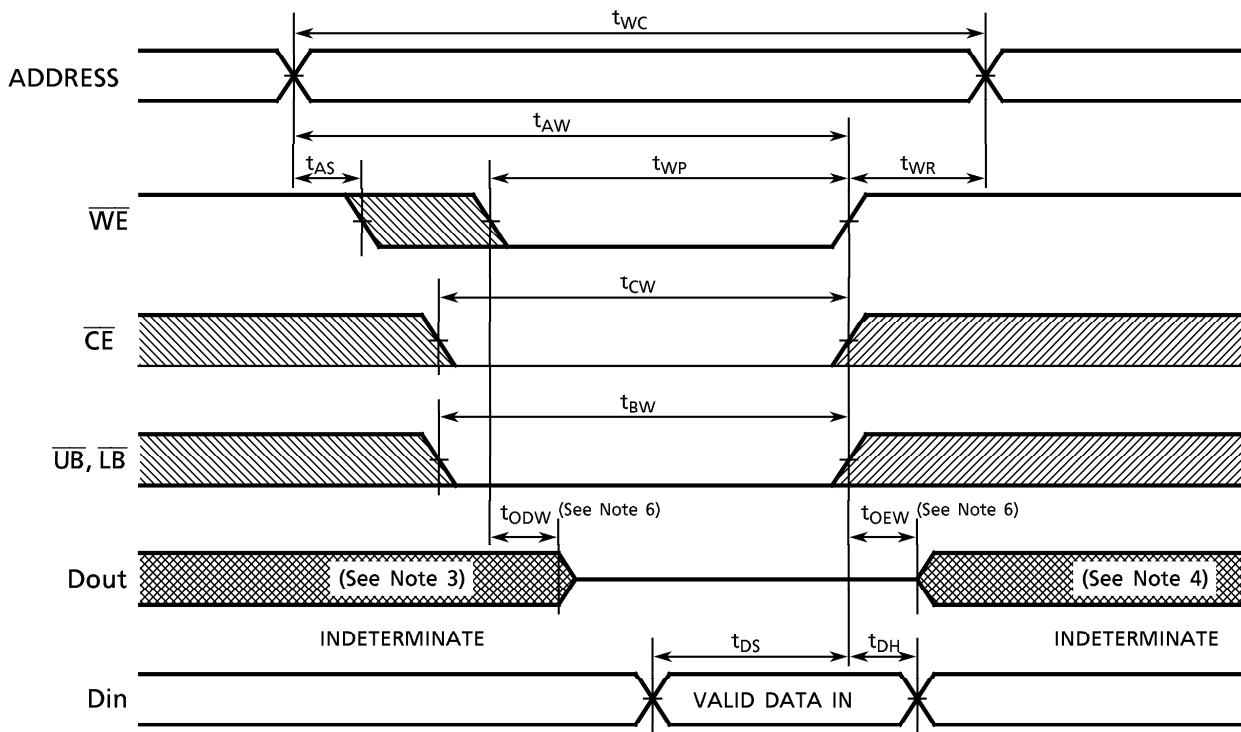 tWC
ADDRESS
tAW
tAS
tWP
tWR
WE
tCW
CE
tBW
UB, LB
tODW (See Note 6)
tOEW (See Note 6)
Dout
(See Note 3)
(See Note 4)
INDETERMINATE
INDETERMINATE
tDS
tDH
Din
VALID DATA IN